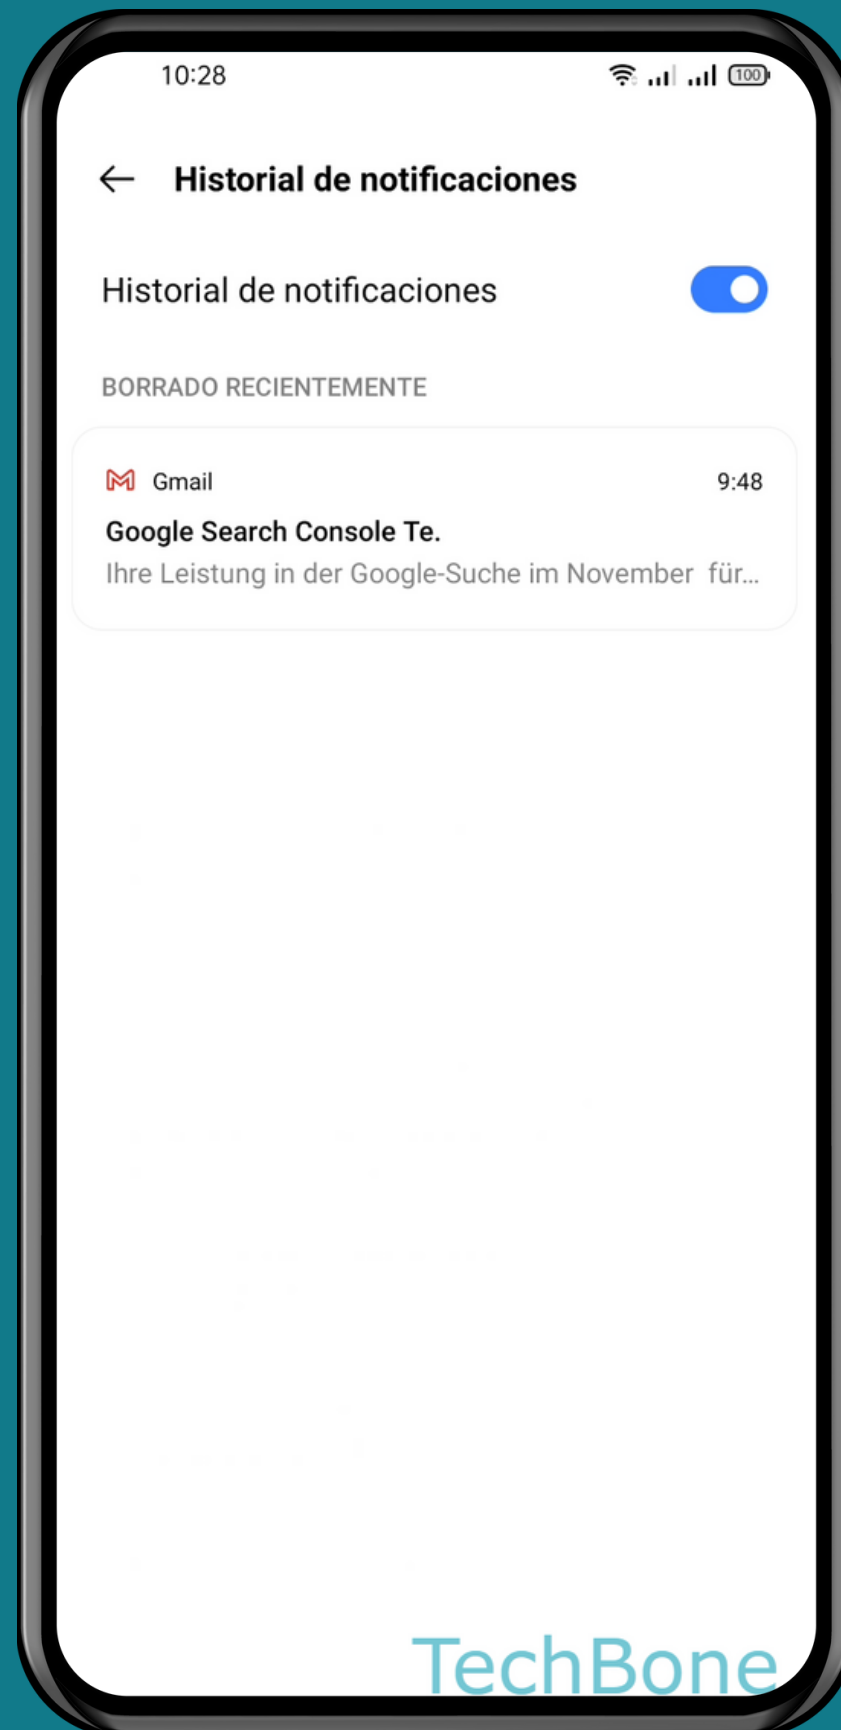 10:28
100
Historial de notificaciones
Historial de notificaciones
BORRADO RECIENTEMENTE
Gmail 9:48
Google Search Console Te.
Ihre Leistung in der Google-Suche im November für...
TechBone